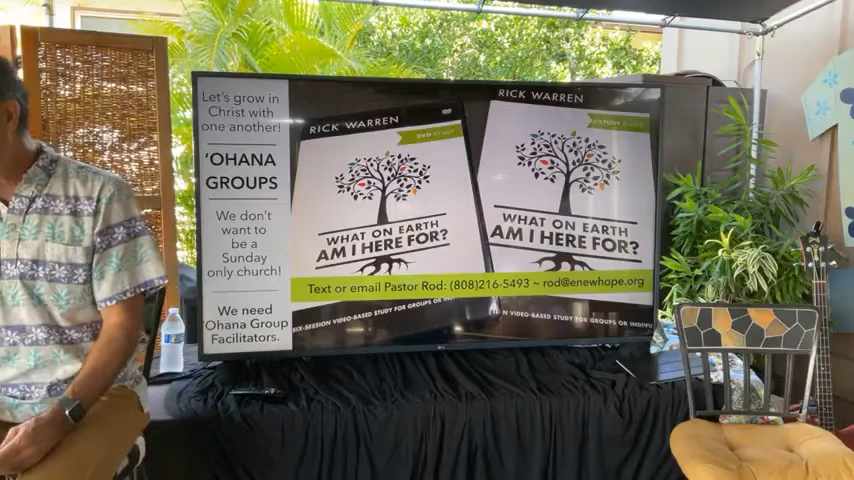 Let's grow in
Christ with
one another!
'OHANA
GROUPS
We don't
want to
be a
Sunday
only church!
We need
Ohana Group
Facilitators.
RICK WARREN
DVD STUDY
WHAT ON EARTH
AM I HERE FOR?
RICK WARREN
STUDY GUIDE
WHAT ON EARTH
AM I HERE FOR?
Text or email Pastor Rod: (808)216-5493 ~ rod@enewhope.org
SIX-SESSION VIDEO-BASED STUDY FOR GROUPS OR
VIDEO-BASED STUDY FOR GROUPS OR INDIVI